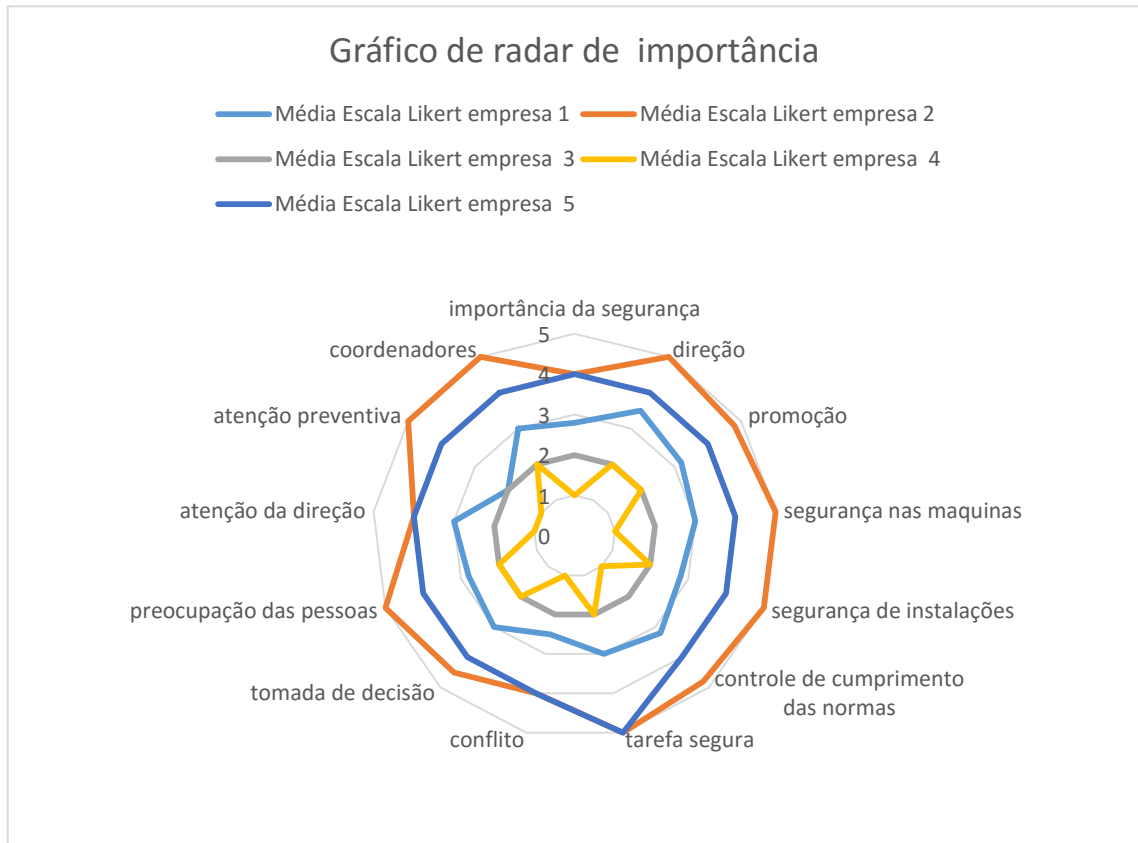 Gráfico de radar de  importância
Média Escala Likert empresa 1
Média Escala Likert empresa 2
Média Escala Likert empresa  3
Média Escala Likert empresa  4
Média Escala Likert empresa  5
importância da segurança
direção
promoção
segurança nas maquinas
segurança de instalações
controle de cumprimento
das normas
tarefa segura
conflito
tomada de decisão
preocupação das pessoas
atenção da direção
atenção preventiva
coordenadores
5
4
3
2
1
0